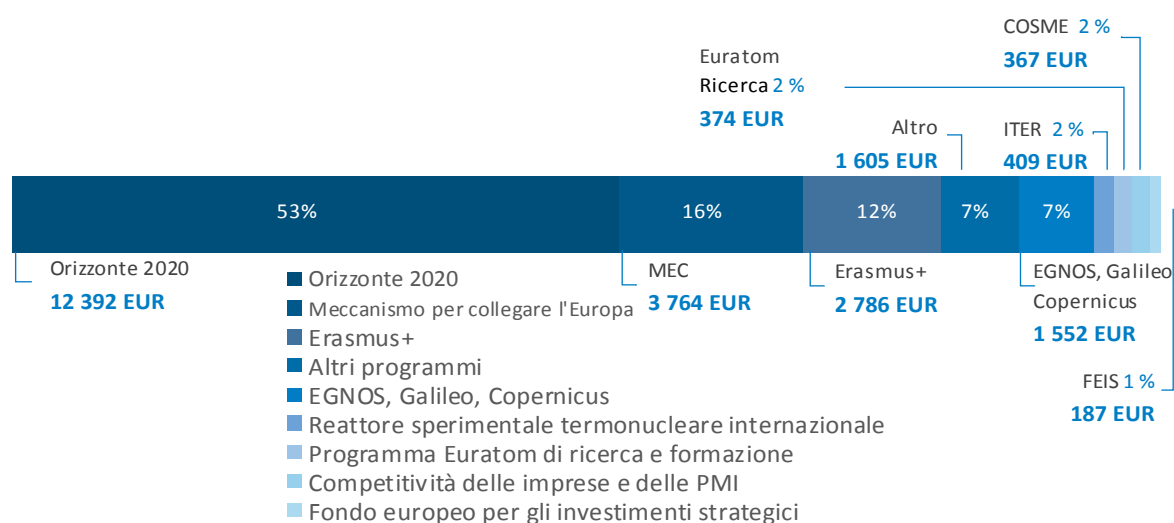 COSME 2 %
367 EUR
Euratom
Ricerca 2 %
374 EUR
Altro
1 605 EUR
ITER 2 %
409 EUR
53%
16%
12%
7%
7%
Orizzonte 2020
12 392 EUR
MEC
3 764 EUR
Erasmus+
2 786 EUR
EGNOS, Galileo
Copernicus
1 552 EUR
FEIS 1 %
187 EUR
Orizzonte 2020
Meccanismo per collegare l'Europa
Erasmus+
Altri programmi
EGNOS, Galileo, Copernicus
Reattore sperimentale termonucleare internazionale
Programma Euratom di ricerca e formazione
Competitività delle imprese e delle PMI
Fondo europeo per gli investimenti strategici